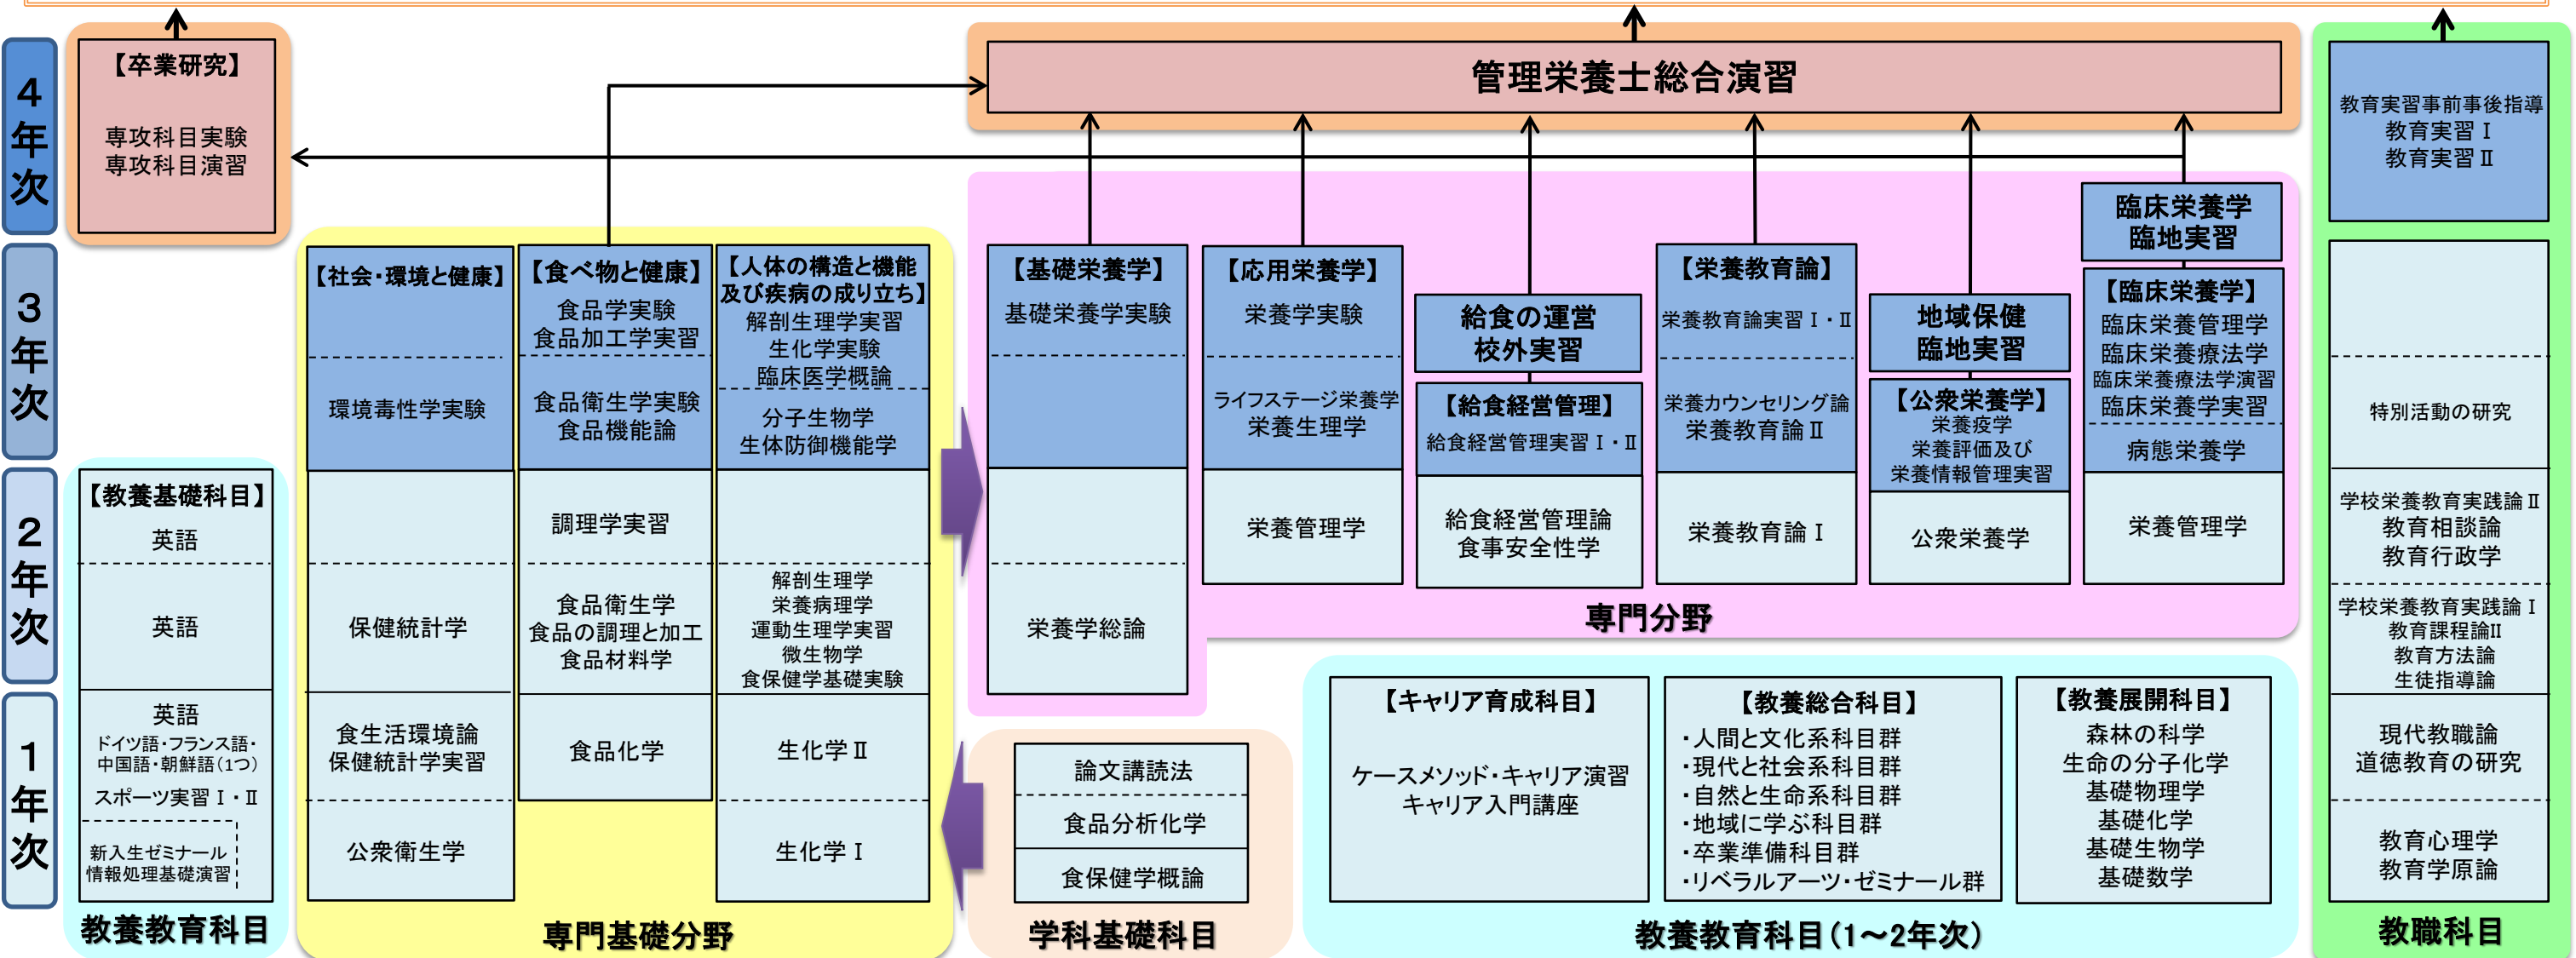 4年次
3年次
2年次
1年次
【卒業研究】
専攻科目実験
専攻科目演習
管理栄養士総合演習
【教養基礎科目】
英語
英語
英語
ドイツ語・フランス語・
中国語・朝鮮語(1つ)
スポーツ実習Ⅰ・Ⅱ
新入生ゼミナール
情報処理基礎演習
教養教育科目
【社会・環境と健康】
環境毒性学実験
保健統計学
食生活環境論
保健統計学実習
公衆衛生学
【食べ物と健康】
食品学実験
食品加工学実習
食品衛生学実験
食品機能論
調理学実習
食品衛生学
食品の調理と加工
食品材料学
食品化学
【人体の構造と機能
及び疾病の成り立ち】
解剖生理学実習
生化学実験
臨床医学概論
分子生物学
生体防御機能学
解剖生理学
栄養病理学
運動生理学実習
微生物学
食保健学基礎実験
生化学Ⅱ
生化学Ⅰ
専門基礎分野
【基礎栄養学】
基礎栄養学実験
栄養学総論
【応用栄養学】
栄養学実験
ライフステージ栄養学
栄養生理学
栄養管理学
給食の運営
校外実習
【給食経営管理】
給食経営管理実習Ⅰ・Ⅱ
給食経営管理論
食事安全性学
【栄養教育論】
栄養教育論実習Ⅰ・Ⅱ
栄養カウンセリング論
栄養教育論Ⅱ
栄養教育論Ⅰ
地域保健
臨地実習
【公衆栄養学】
栄養疫学
栄養評価及び
栄養情報管理実習
公衆栄養学
臨床栄養学
臨地実習
【臨床栄養学】
臨床栄養管理学
臨床栄養療法学
臨床栄養療法学演習
臨床栄養学実習
病態栄養学
栄養管理学
専門分野
論文講読法
食品分析化学
食保健学概論
学科基礎科目
【キャリア育成科目】
ケースメソッド・キャリア演習
キャリア入門講座
【教養総合科目】
・人間と文化系科目群
・現代と社会系科目群
・自然と生命系科目群
・地域に学ぶ科目群
・卒業準備科目群
・リベラルアーツ・ゼミナール群
【教養展開科目】
森林の科学
生命の分子化学
基礎物理学
基礎化学
基礎生物学
基礎数学
教養教育科目(1～2年次)
教育実習事前事後指導
教育実習Ⅰ
教育実習Ⅱ
特別活動の研究
学校栄養教育実践論Ⅱ
教育相談論
教育行政学
学校栄養教育実践論Ⅰ
教育課程論II
教育方法論
生徒指導論
現代教職論
道徳教育の研究
教育心理学
教育学原論
教職科目